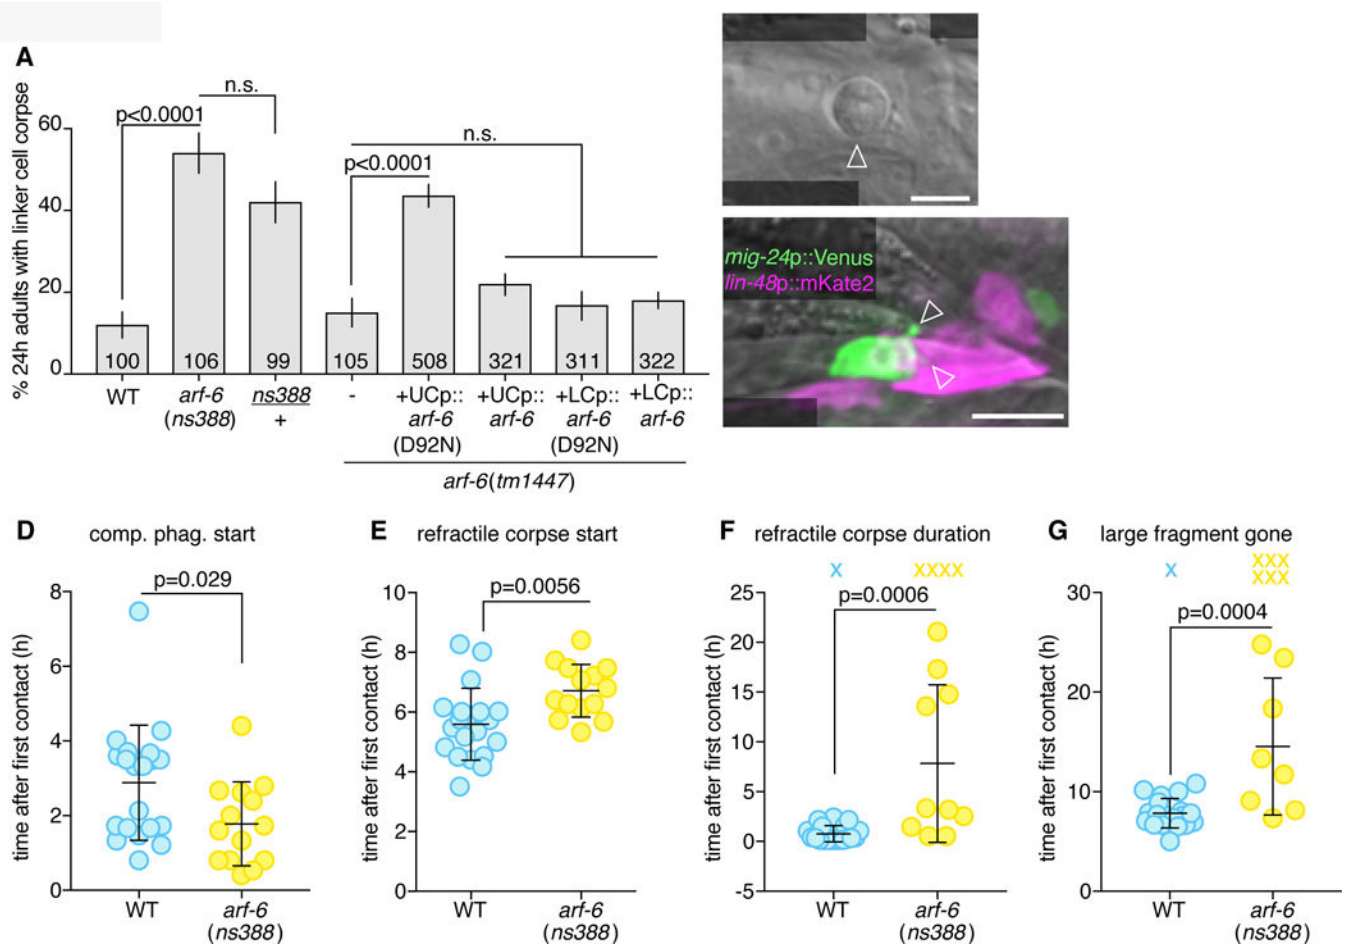 A
% 24h adults with linker cell corpse
60
40
20
0
p<0.0001
n.s.
n.s.
p<0.0001
100
106
99
105
508
321
311
322
WT
arf-6
(ns388)
ns388
+
-
+UCp::
arf-6
(D92N)
+UCp::
arf-6
+LCp::
arf-6
(D92N)
+LCp::
arf-6
arf-6(tm1447)
mig-24p::Venus
lin-48p::mKate2
D
comp. phag. start
time after first contact (h)
8
6
4
2
0
p=0.029
WT
arf-6
(ns388)
E
refractile corpse start
time after first contact (h)
10
8
6
4
2
0
p=0.0056
WT
arf-6
(ns388)
F
refractile corpse duration
X
XXXX
time after first contact (h)
25
20
15
10
5
0
-5
p=0.0006
WT
arf-6
(ns388)
G
large fragment gone
X
XXX
XXX
time after first contact (h)
30
20
10
0
p=0.0004
WT
arf-6
(ns388)